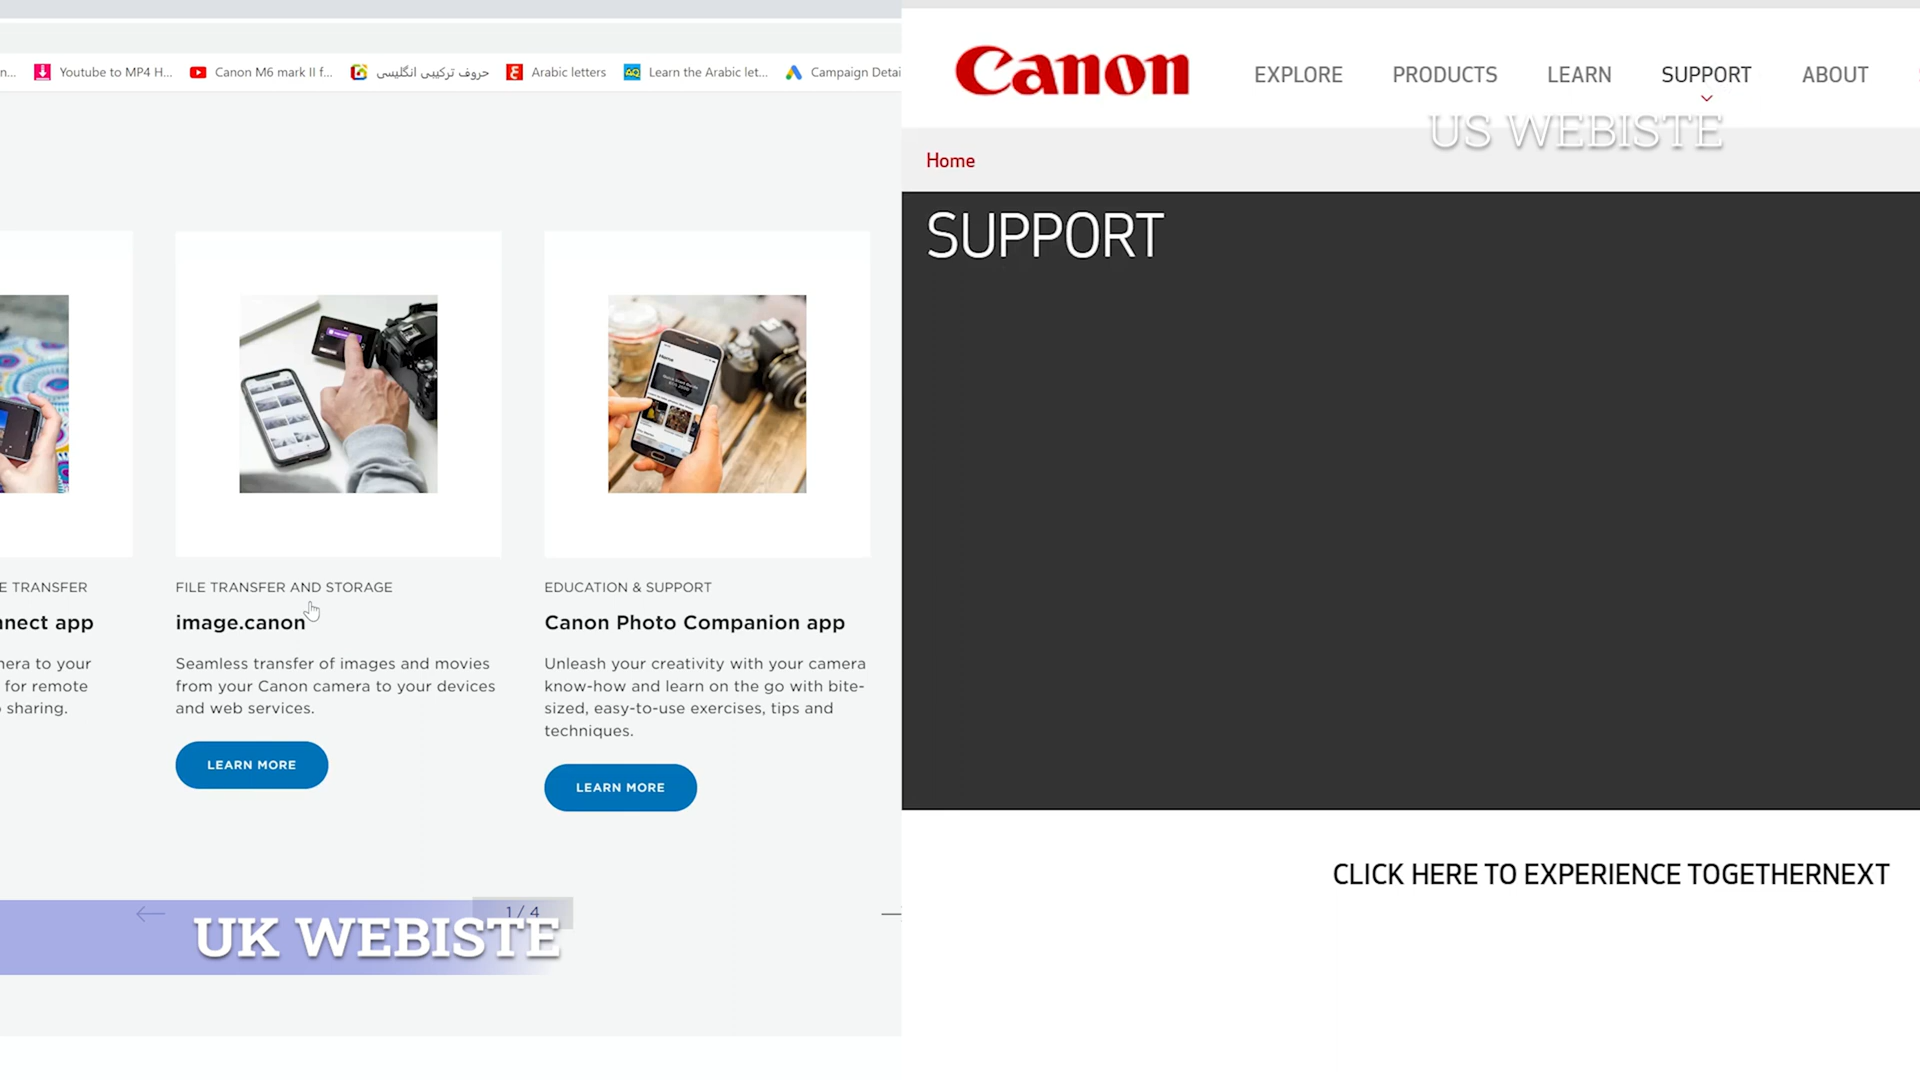 n...
Youtube to MP4 H...
Canon M6 mark II f...
حروف ترکیبی انگلیسی
Arabic letters
Learn the Arabic let...
Campaign Detai
E TRANSFER
nnect app
nera to your
for remote
sharing.
FILE TRANSFER AND STORAGE
image.canon
Seamless transfer of images and movies
from your Canon camera to your devices
and web services.
LEARN MORE
EDUCATION & SUPPORT
Canon Photo Companion app
Unleash your creativity with your camera
know-how and learn on the go with bite-
sized, easy-to-use exercises, tips and
techniques.
LEARN MORE
1 / 4
UK WEBISTE
Canon
EXPLORE
PRODUCTS
LEARN
SUPPORT
ABOUT
US WEBISTE
Home
SUPPORT
CLICK HERE TO EXPERIENCE TOGETHERNEXT